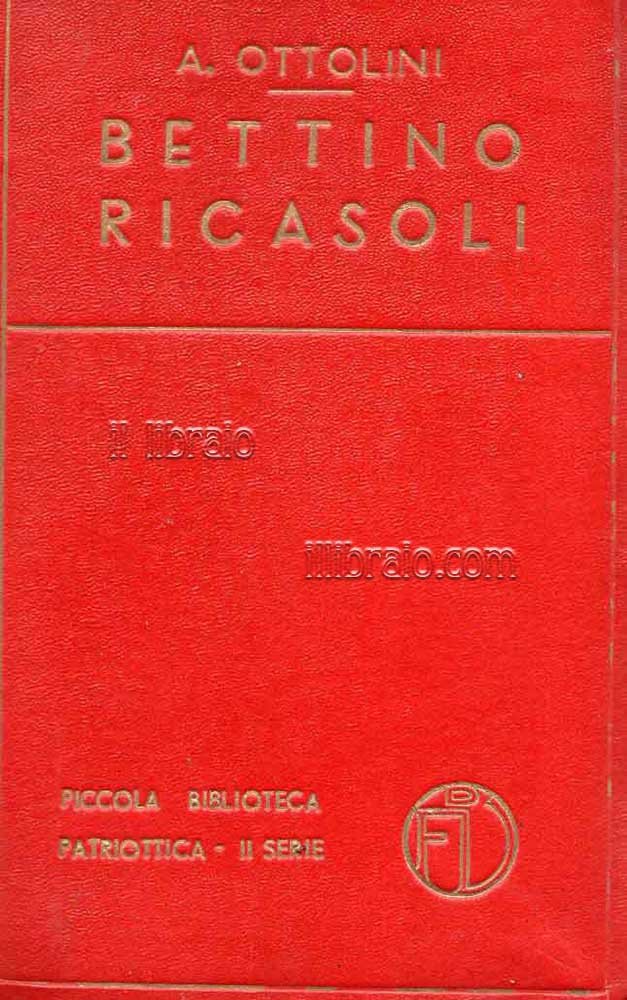 A. OTTOLINI
BETTINO
RICASOLI
il libraio
illibraio.com
PICCOLA BIBLIOTECA
PATRIOTTICA - II SERIE